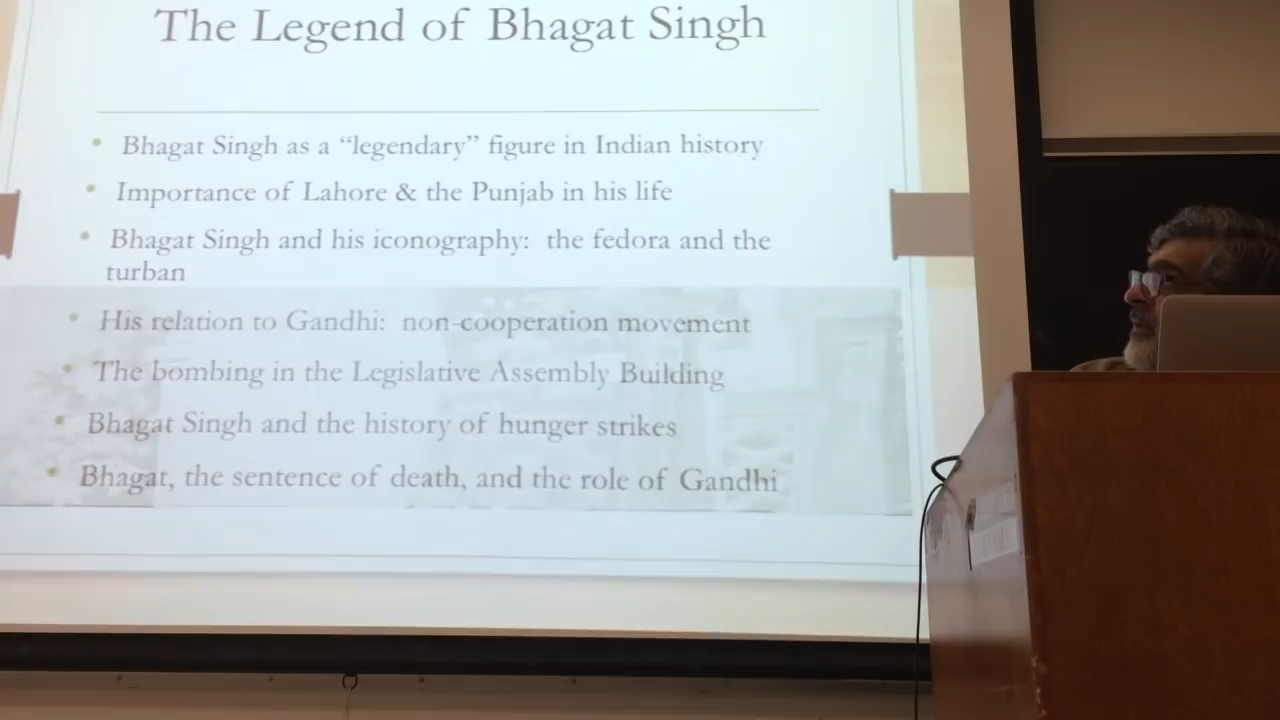 The Legend of Bhagat Singh
• Bhagat Singh as a “legendary” figure in Indian history
• Importance of Lahore & the Punjab in his life
• Bhagat Singh and his iconography: the fedora and the
turban
• His relation to Gandhi: non-cooperation movement
• The bombing in the Legislative Assembly Building
• Bhagat Singh and the history of hunger strikes
• Bhagat, the sentence of death, and the role of Gandhi